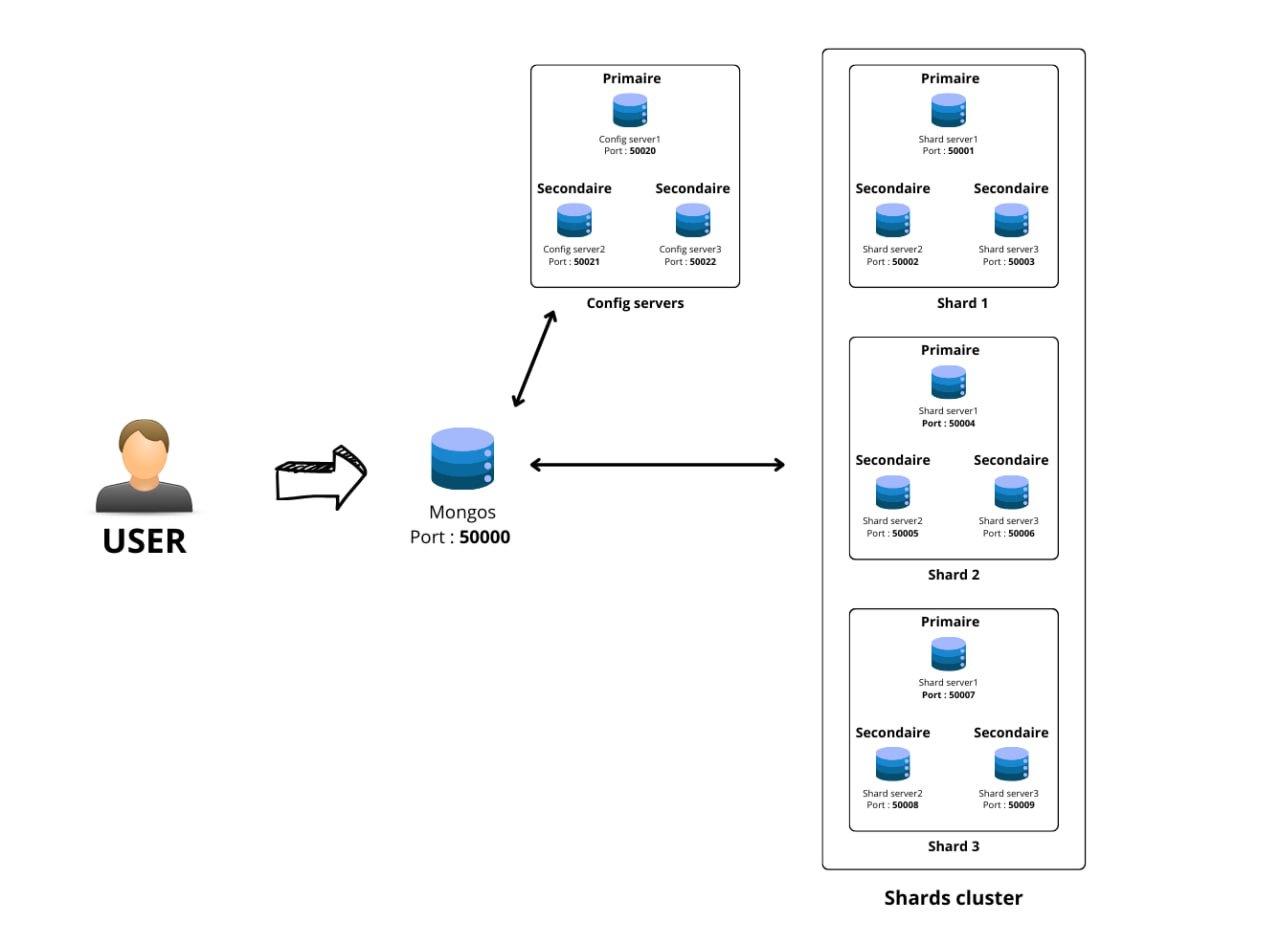 USER
Mongos
Port : 50000
Primaire
Config server1
Port : 50020
Secondaire
Config server2
Port : 50021
Secondaire
Config server3
Port : 50022
Config servers
Primaire
Shard server1
Port : 50001
Secondaire
Shard server2
Port : 50002
Secondaire
Shard server3
Port : 50003
Shard 1
Primaire
Shard server1
Port : 50004
Secondaire
Shard server2
Port : 50005
Secondaire
Shard server3
Port : 50006
Shard 2
Primaire
Shard server1
Port : 50007
Secondaire
Shard server2
Port : 50008
Secondaire
Shard server3
Port : 50009
Shard 3
Shards cluster